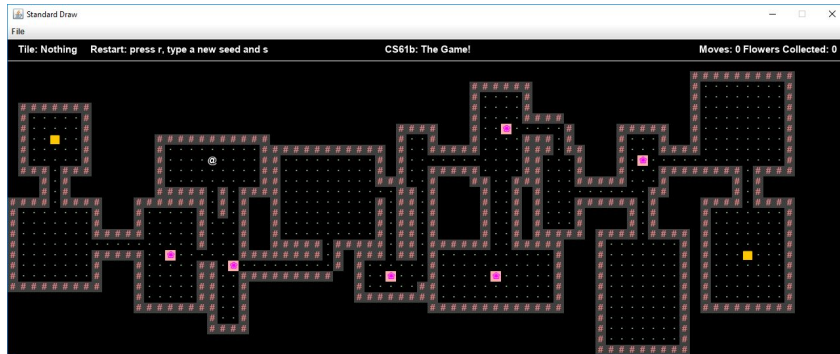 Standard Draw
File
Tile: Nothing Restart: press r, type a new seed and s CS61b: The Game! Moves: 0 Flowers Collected: 0
@